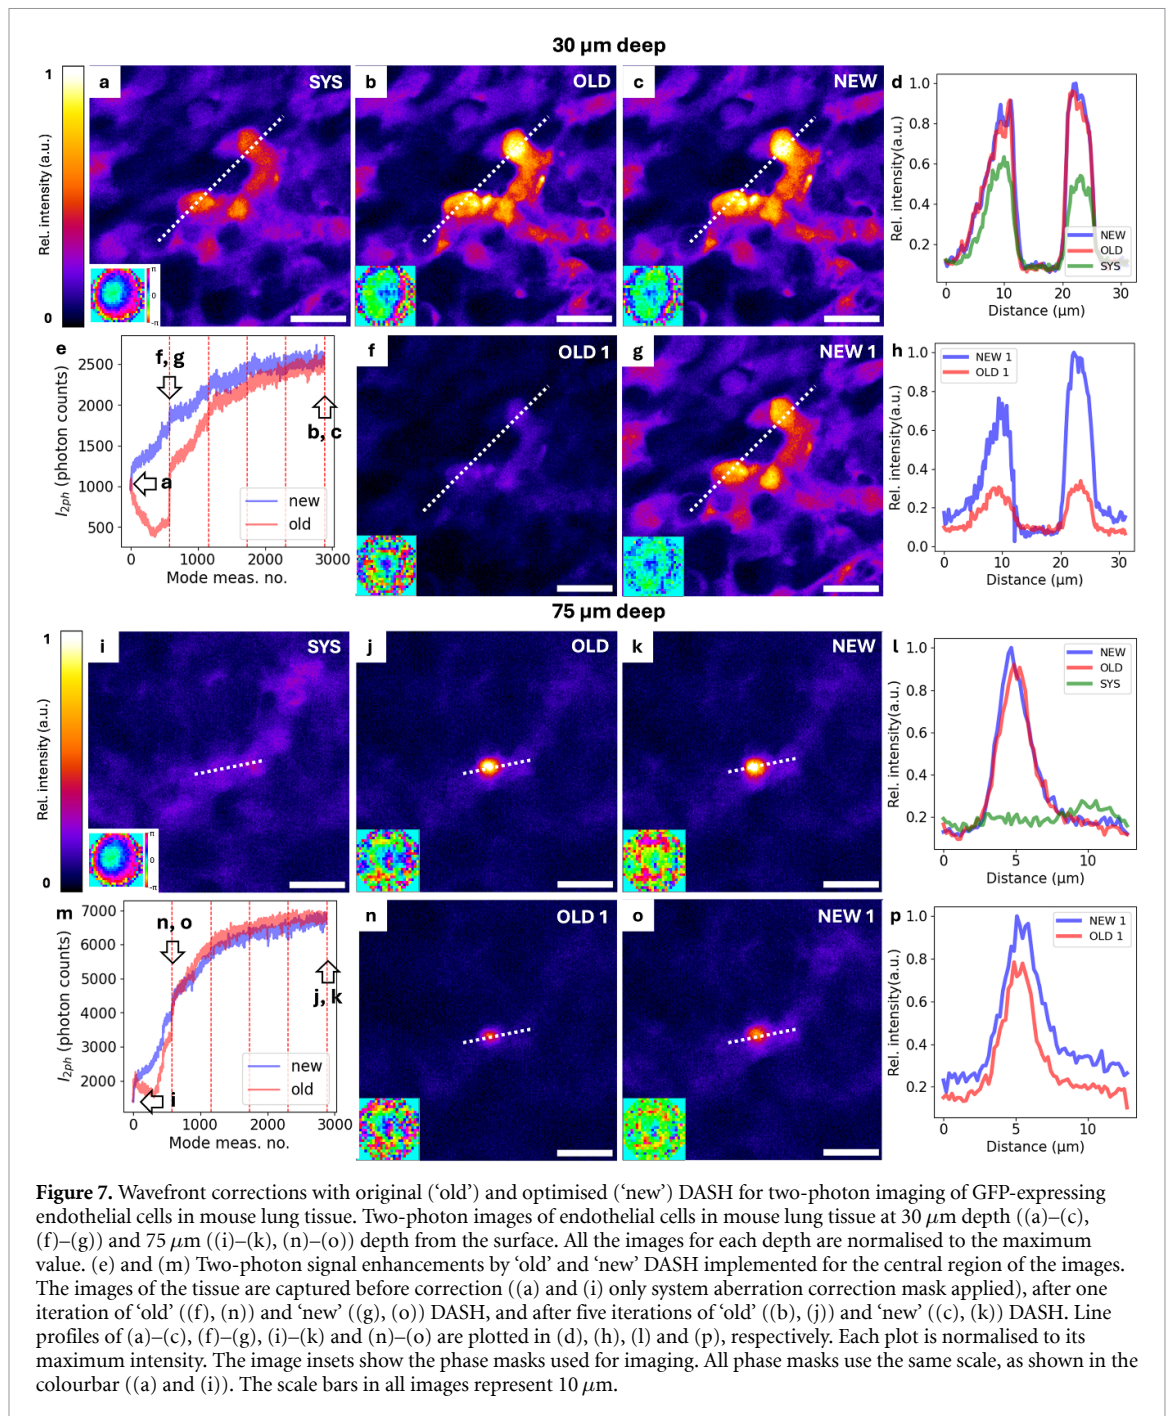 30 μm deep
1
Rel. intensity (a.u.)
0
a
SYS
π
0
-π
b
OLD
c
NEW
d
Rel. intensity(a.u.)
1.0
0.8
0.6
0.4
0.2
NEW
OLD
SYS
0 10 20 30
Distance (μm)
e
I2ph (photon counts)
2500
2000
1500
1000
500
f, g
b, c
a
new
old
0 1000 2000 3000
Mode meas. no.
f
OLD 1
g
NEW 1
h
Rel. intensity(a.u.)
1.0
0.8
0.6
0.4
0.2
0.0
NEW 1
OLD 1
0 10 20 30
Distance (μm)
75 μm deep
1
Rel. intensity (a.u.)
0
i
SYS
π
0
-π
j
OLD
k
NEW
l
Rel. intensity(a.u.)
1.0
0.8
0.6
0.4
0.2
NEW
OLD
SYS
0 5 10
Distance (μm)
m
I2ph (photon counts)
7000
6000
5000
4000
3000
2000
n, o
j, k
i
new
old
0 1000 2000 3000
Mode meas. no.
n
OLD 1
o
NEW 1
p
Rel. intensity(a.u.)
1.0
0.8
0.6
0.4
0.2
NEW 1
OLD 1
0 5 10
Distance (μm)
Figure 7. Wavefront corrections with original (‘old’) and optimised (‘new’) DASH for two-photon imaging of GFP-expressing
endothelial cells in mouse lung tissue. Two-photon images of endothelial cells in mouse lung tissue at 30 μm depth ((a)–(c),
(f)–(g)) and 75 μm ((i)–(k), (n)–(o)) depth from the surface. All the images for each depth are normalised to the maximum
value. (e) and (m) Two-photon signal enhancements by ‘old’ and ‘new’ DASH implemented for the central region of the images.
The images of the tissue are captured before correction ((a) and (i) only system aberration correction mask applied), after one
iteration of ‘old’ ((f), (n)) and ‘new’ ((g), (o)) DASH, and after five iterations of ‘old’ ((b), (j)) and ‘new’ ((c), (k)) DASH. Line
profiles of (a)–(c), (f)–(g), (i)–(k) and (n)–(o) are plotted in (d), (h), (l) and (p), respectively. Each plot is normalised to its
maximum intensity. The image insets show the phase masks used for imaging. All phase masks use the same scale, as shown in the
colourbar ((a) and (i)). The scale bars in all images represent 10 μm.